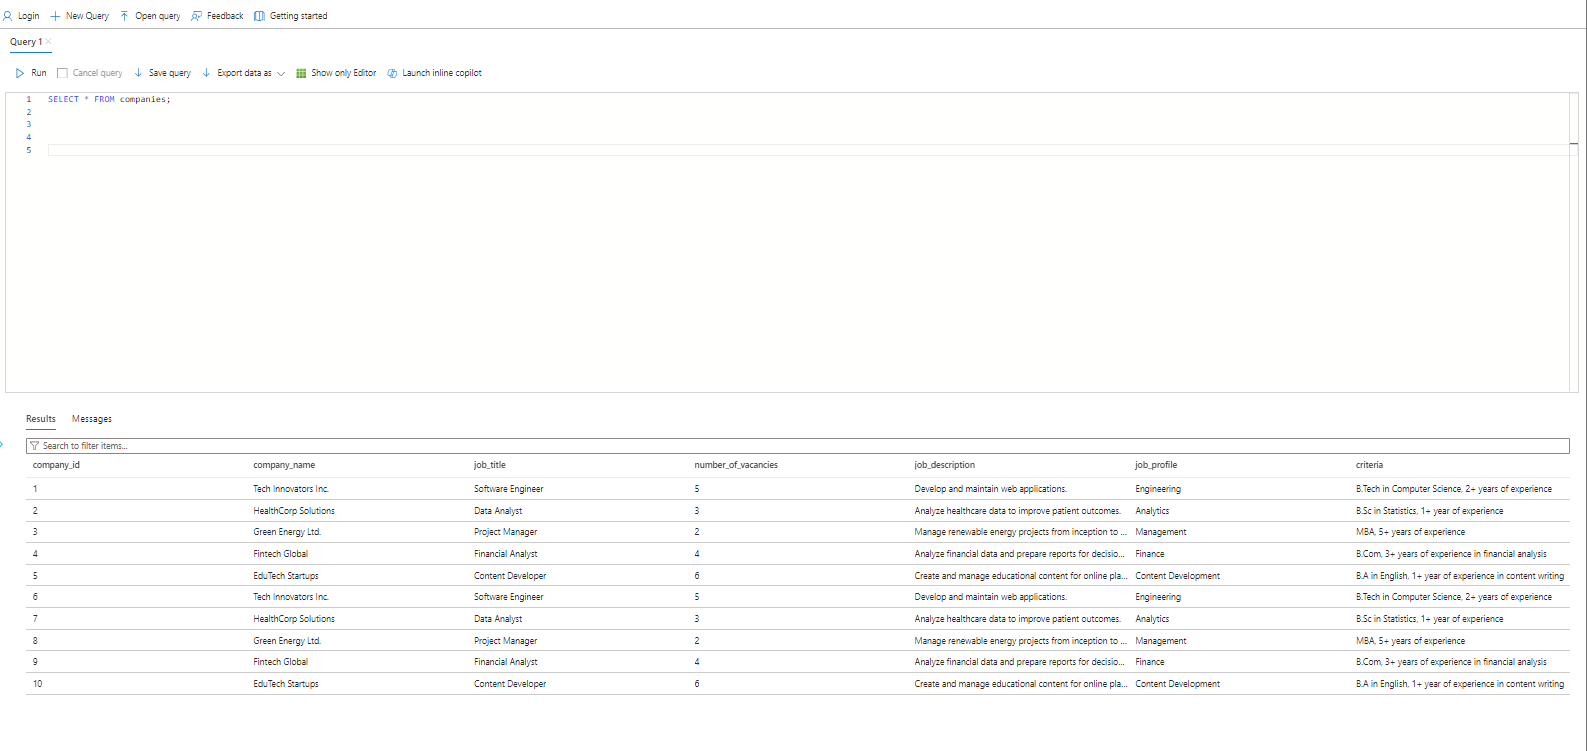 Login New Query Open query Feedback Getting started
Query 1
Run Cancel query Save query Export data as Show only Editor Launch inline copilot
1 SELECT * FROM companies;
2
3
4
5
Results Messages
Search to filter items...
company_id company_name job_title number_of_vacancies job_description job_profile criteria
1 Tech Innovators Inc. Software Engineer 5 Develop and maintain web applications. Engineering B.Tech in Computer Science, 2+ years of experience
2 HealthCorp Solutions Data Analyst 3 Analyze healthcare data to improve patient outcomes. Analytics B.Sc in Statistics, 1+ year of experience
3 Green Energy Ltd. Project Manager 2 Manage renewable energy projects from inception to ... Management MBA, 5+ years of experience
4 Fintech Global Financial Analyst 4 Analyze financial data and prepare reports for decisio... Finance B.Com, 3+ years of experience in financial analysis
5 EduTech Startups Content Developer 6 Create and manage educational content for online pla... Content Development B.A in English, 1+ year of experience in content writing
6 Tech Innovators Inc. Software Engineer 5 Develop and maintain web applications. Engineering B.Tech in Computer Science, 2+ years of experience
7 HealthCorp Solutions Data Analyst 3 Analyze healthcare data to improve patient outcomes. Analytics B.Sc in Statistics, 1+ year of experience
8 Green Energy Ltd. Project Manager 2 Manage renewable energy projects from inception to ... Management MBA, 5+ years of experience
9 Fintech Global Financial Analyst 4 Analyze financial data and prepare reports for decisio... Finance B.Com, 3+ years of experience in financial analysis
10 EduTech Startups Content Developer 6 Create and manage educational content for online pla... Content Development B.A in English, 1+ year of experience in content writing